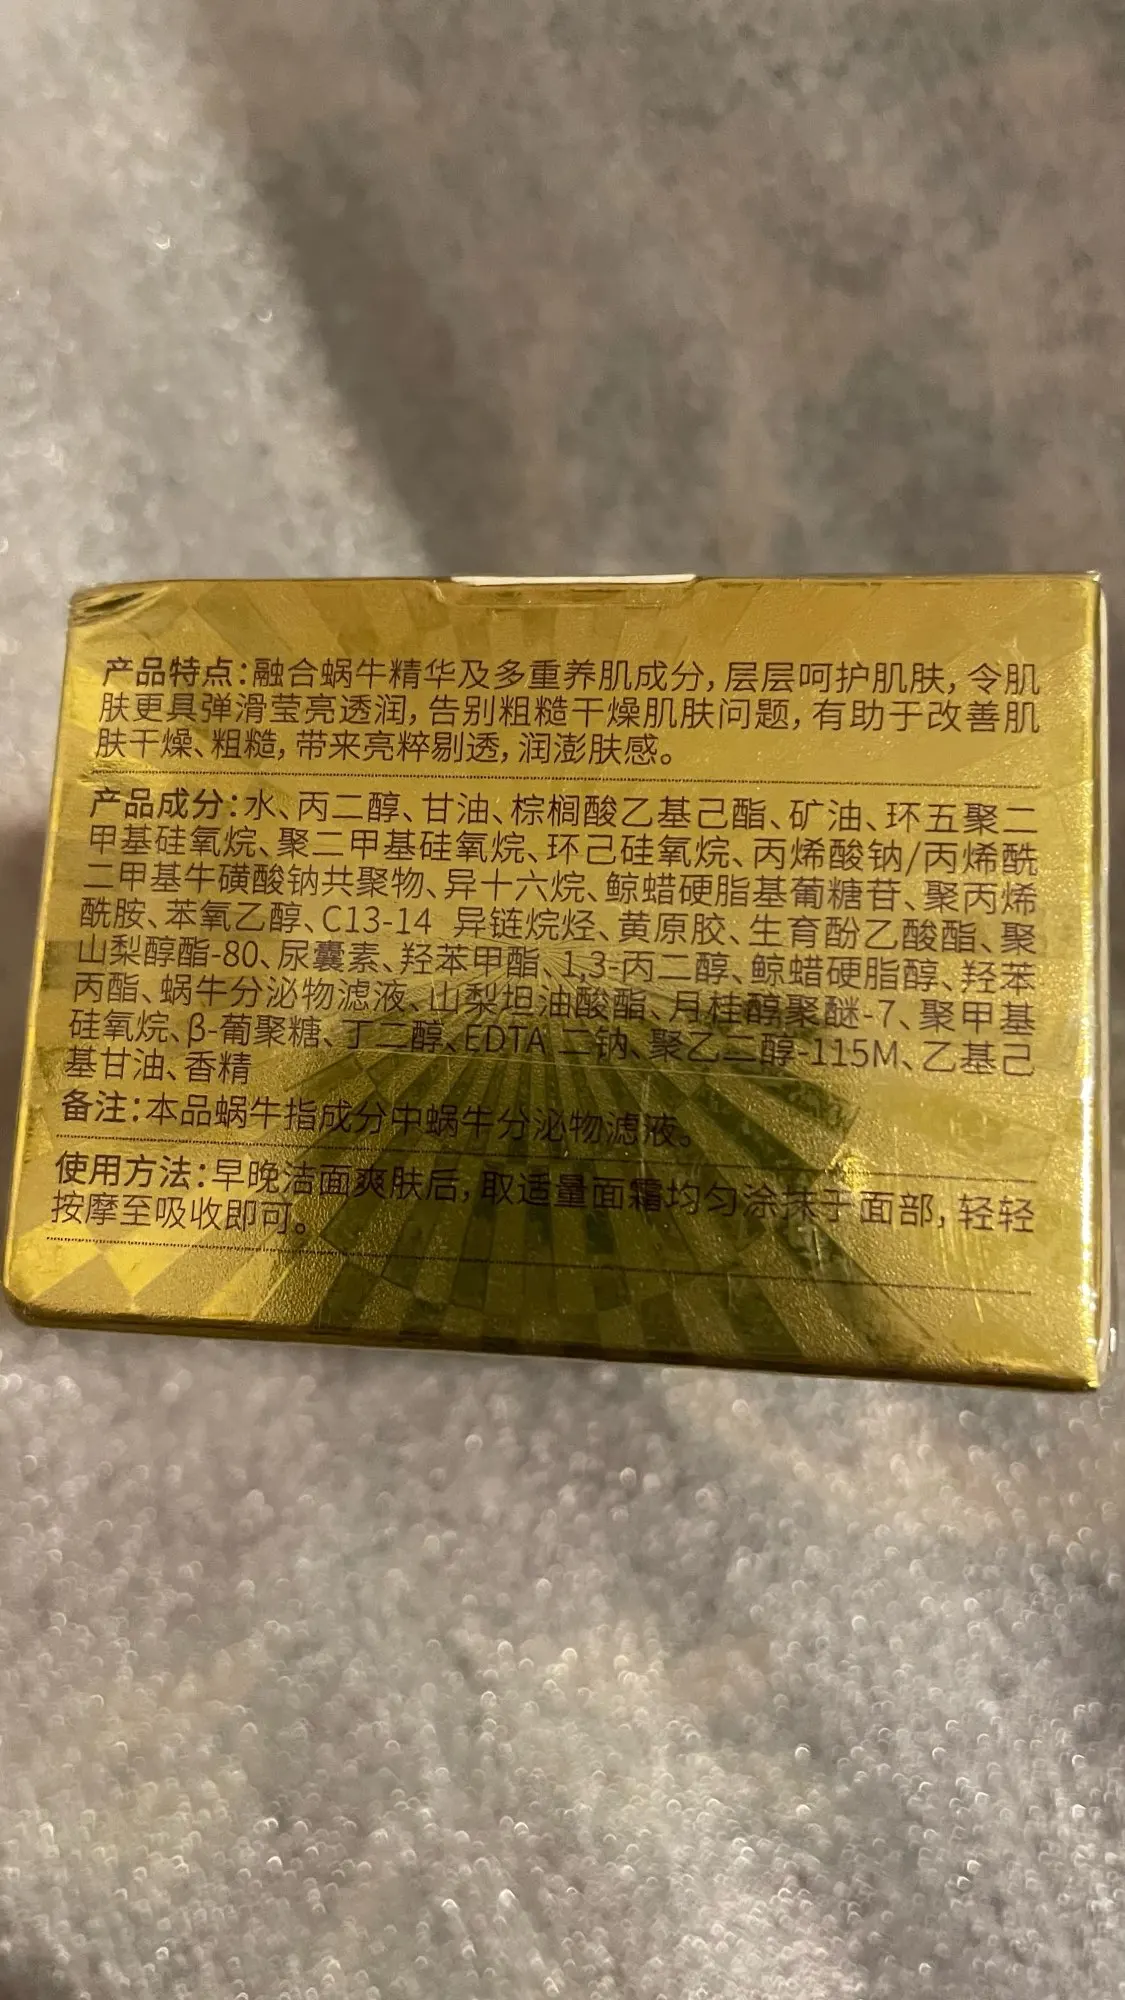 产品特点:融合蜗牛精华及多重养肌成分,层层呵护肌肤,令肌
肤更具弹滑莹亮透润,告别粗糙干燥肌肤问题,有助于改善肌
肤干燥、粗糙,带来亮粹剔透,润澎肤感。
产品成分:水、丙二醇、甘油、棕榈酸乙基己酯、矿油、环五聚二
甲基硅氧烷、聚二甲基硅氧烷、环己硅氧烷、丙烯酸钠/丙烯酰
二甲基牛磺酸钠共聚物、异十六烷、鲸蜡硬脂基葡糖苷、聚丙烯
酰胺、苯氧乙醇、C13-14 异链烷烃、黄原胶、生育酚乙酸酯、聚
山梨醇酯-80、尿囊素、羟苯甲酯、1,3-丙二醇、鲸蜡硬脂醇、羟苯
丙酯、蜗牛分泌物滤液、山梨坦油酸酯、月桂醇聚醚-7、聚甲基
硅氧烷、β-葡聚糖、丁二醇、EDTA 二钠、聚乙二醇-115M、乙基己
基甘油、香精
备注:本品蜗牛指成分中蜗牛分泌物滤液。
使用方法:早晚洁面爽肤后,取适量面霜均匀涂抹于面部,轻轻
按摩至吸收即可。